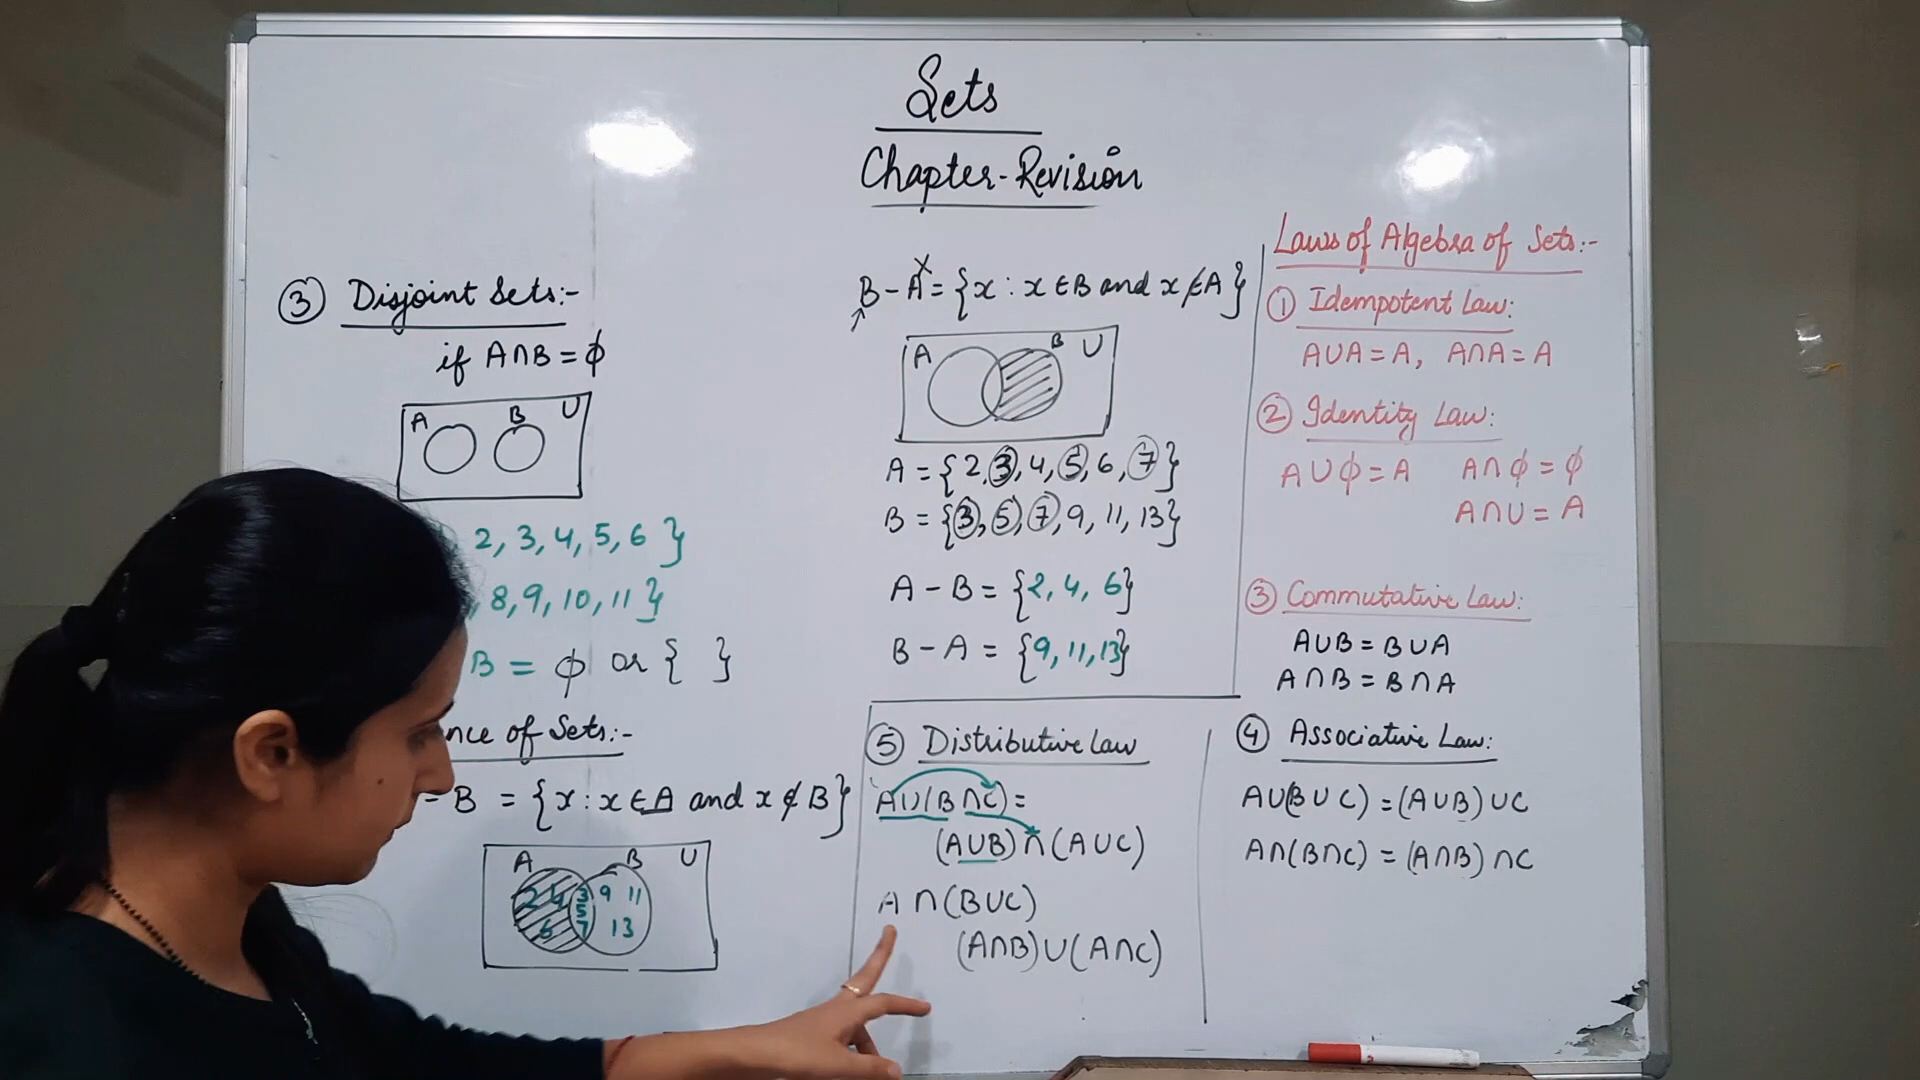 Sets
Chapter-Revision
③ Disjoint Sets:-
if A∩B = ϕ
A B U
2, 3, 4, 5, 6 }
, 8, 9, 10, 11 }
B = ϕ or { }
nce of Sets:-
- B = {x : x ∈ A and x ∉ B}
A B U
2 4 3 9 11
5
6 7 13
B - A = {x : x ∈ B and x ∉ A}
A B U
A = {2, 3, 4, 5, 6, 7}
B = {3, 5, 7, 9, 11, 13}
A - B = {2, 4, 6}
B - A = {9, 11, 13}
⑤ Distributive Law
A∪(B∩C) =
(A∪B)∩(A∪C)
A∩(B∪C)
(A∩B)∪(A∩C)
Laws of Algebra of Sets:-
① Idempotent Law:
A∪A = A, A∩A = A
② Identity Law:
A∪ϕ = A A∩ϕ = ϕ
A∩U = A
③ Commutative Law:
A∪B = B∪A
A∩B = B∩A
④ Associative Law:
A∪(B∪C) = (A∪B)∪C
A∩(B∩C) = (A∩B)∩C